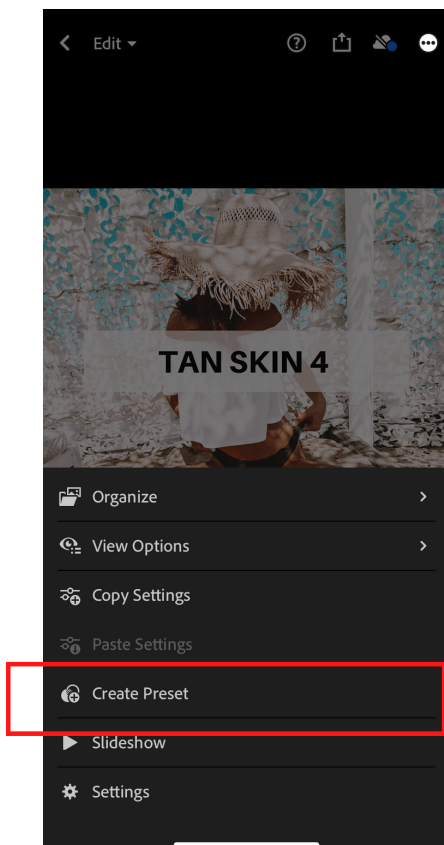 Edit
TAN SKIN 4
Organize
View Options
Copy Settings
Paste Settings
Create Preset
Slideshow
Settings